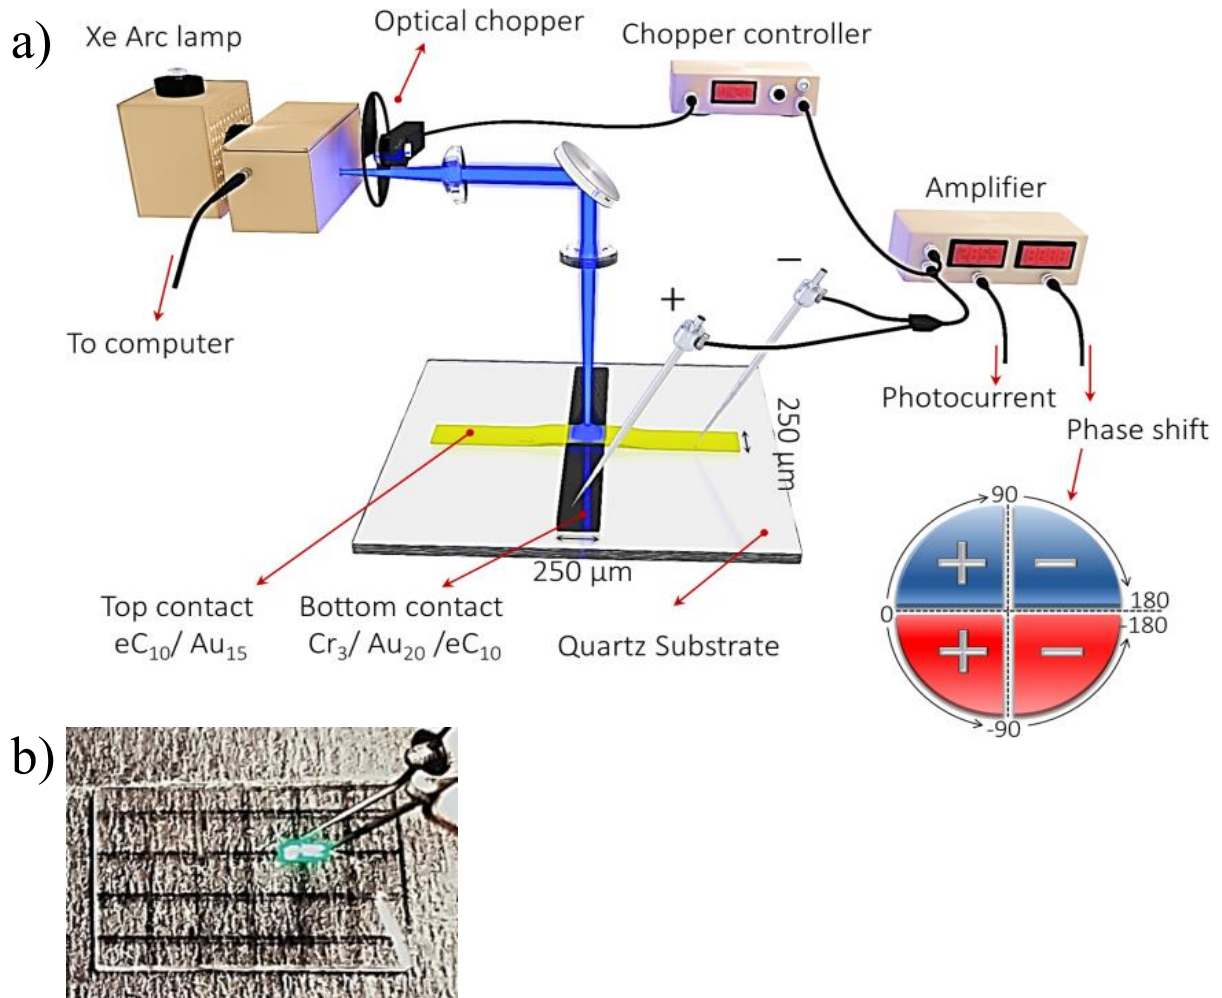 a)
Xe Arc lamp
Optical chopper
Chopper controller
Amplifier
To computer
+
−
Photocurrent
Phase shift
250 µm
250 µm
Top contact
eC10/ Au15
Bottom contact
Cr3/ Au20 /eC10
Quartz Substrate
90
+ −
0
180
-180
+ −
-90
b)